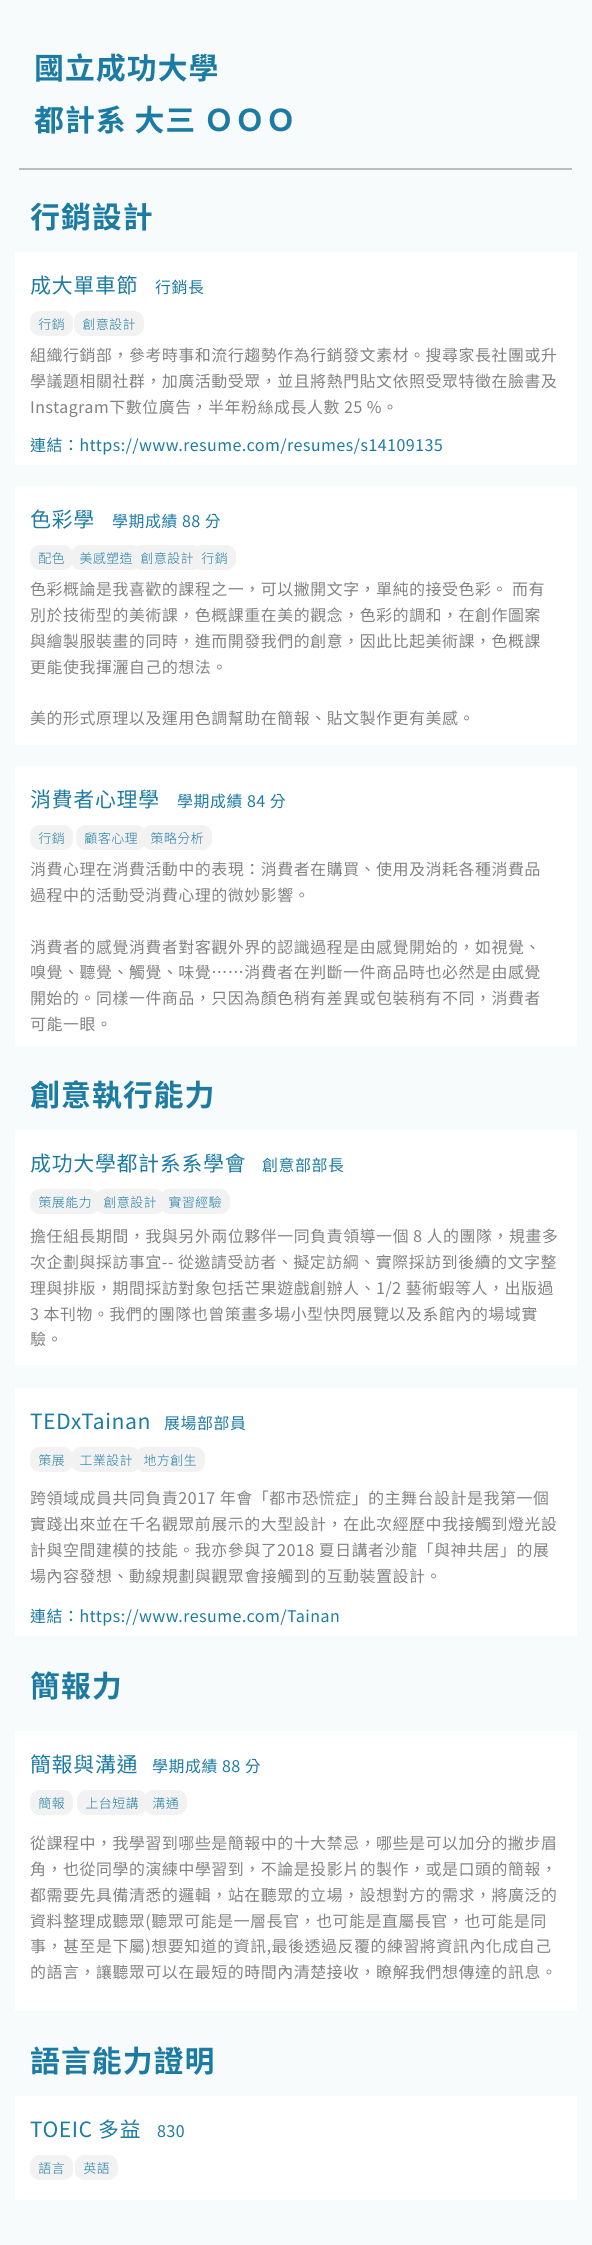 國立成功大學
都計系 大三 ＯＯＯ
行銷設計
成大單車節 行銷長
行銷 創意設計
組織行銷部，參考時事和流行趨勢作為行銷發文素材。搜尋家長社團或升
學議題相關社群，加廣活動受眾，並且將熱門貼文依照受眾特徵在臉書及
Instagram下數位廣告，半年粉絲成長人數 25 %。
連結：https://www.resume.com/resumes/s14109135
色彩學 學期成績 88 分
配色 美感塑造 創意設計 行銷
色彩概論是我喜歡的課程之一，可以撇開文字，單純的接受色彩。 而有
別於技術型的美術課，色概課重在美的觀念，色彩的調和，在創作圖案
與繪製服裝畫的同時，進而開發我們的創意，因此比起美術課，色概課
更能使我揮灑自己的想法。
美的形式原理以及運用色調幫助在簡報、貼文製作更有美感。
消費者心理學 學期成績 84 分
行銷 顧客心理 策略分析
消費心理在消費活動中的表現：消費者在購買、使用及消耗各種消費品
過程中的活動受消費心理的微妙影響。
消費者的感覺消費者對客觀外界的認識過程是由感覺開始的，如視覺、
嗅覺、聽覺、觸覺、味覺……消費者在判斷一件商品時也必然是由感覺
開始的。同樣一件商品，只因為顏色稍有差異或包裝稍有不同，消費者
可能一眼。
創意執行能力
成功大學都計系系學會 創意部部長
策展能力 創意設計 實習經驗
擔任組長期間，我與另外兩位夥伴一同負責領導一個 8 人的團隊，規畫多
次企劃與採訪事宜-- 從邀請受訪者、擬定訪綱、實際採訪到後續的文字整
理與排版，期間採訪對象包括芒果遊戲創辦人、1/2 藝術蝦等人，出版過
3 本刊物。我們的團隊也曾策畫多場小型快閃展覽以及系館內的場域實
驗。
TEDxTainan 展場部部員
策展 工業設計 地方創生
跨領域成員共同負責2017 年會「都市恐慌症」的主舞台設計是我第一個
實踐出來並在千名觀眾前展示的大型設計，在此次經歷中我接觸到燈光設
計與空間建模的技能。我亦參與了2018 夏日講者沙龍「與神共居」的展
場內容發想、動線規劃與觀眾會接觸到的互動裝置設計。
連結：https://www.resume.com/Tainan
簡報力
簡報與溝通 學期成績 88 分
簡報 上台短講 溝通
從課程中，我學習到哪些是簡報中的十大禁忌，哪些是可以加分的撇步眉
角，也從同學的演練中學習到，不論是投影片的製作，或是口頭的簡報，
都需要先具備清悉的邏輯，站在聽眾的立場，設想對方的需求，將廣泛的
資料整理成聽眾(聽眾可能是一層長官，也可能是直屬長官，也可能是同
事，甚至是下屬)想要知道的資訊,最後透過反覆的練習將資訊內化成自己
的語言，讓聽眾可以在最短的時間內清楚接收，瞭解我們想傳達的訊息。
語言能力證明
TOEIC 多益 830
語言 英語